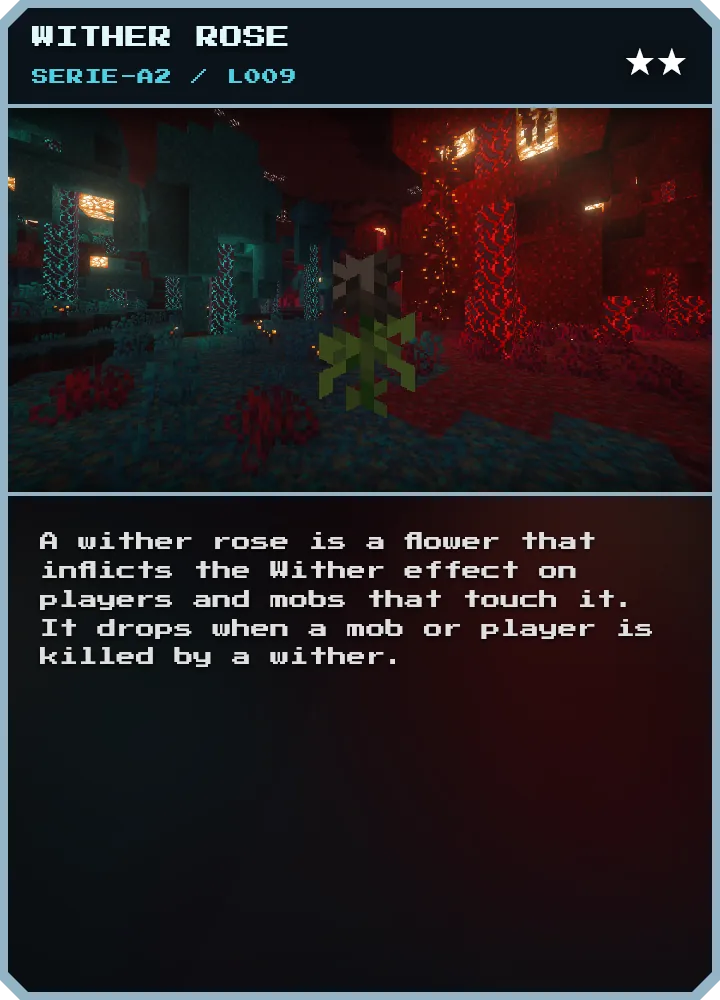 WITHER ROSE
SERIE-A2 / L009
★★
A wither rose is a flower that
inflicts the Wither effect on
players and mobs that touch it.
It drops when a mob or player is
killed by a wither.